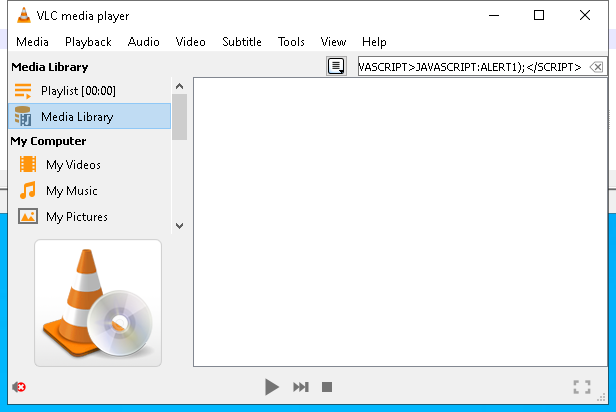 VLC media player
Media Playback Audio Video Subtitle Tools View Help
Media Library
VASCRIPT>JAVASCRIPT:ALERT1);</SCRIPT>
Playlist [00:00]
Media Library
My Computer
My Videos
My Music
My Pictures